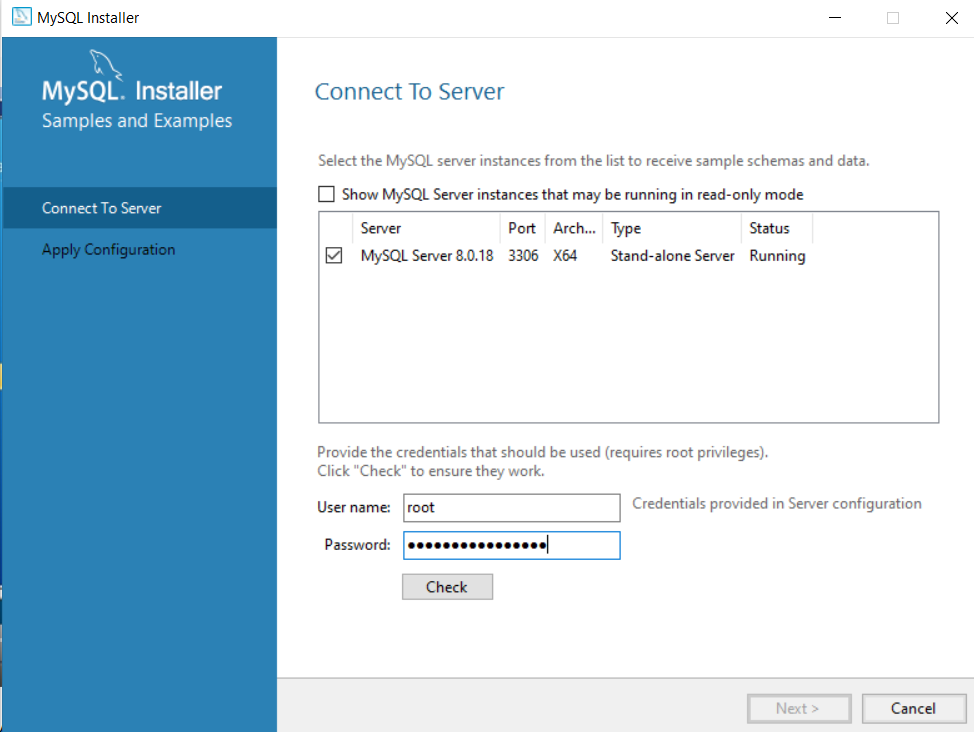 MySQL Installer
MySQL. Installer
Samples and Examples
Connect To Server
Apply Configuration
Connect To Server
Select the MySQL server instances from the list to receive sample schemas and data.
Show MySQL Server instances that may be running in read-only mode
Server Port Arch... Type Status
MySQL Server 8.0.18 3306 X64 Stand-alone Server Running
Provide the credentials that should be used (requires root privileges).
Click "Check" to ensure they work.
User name: root Credentials provided in Server configuration
Password: ••••••••••••••••
Check
Next > Cancel